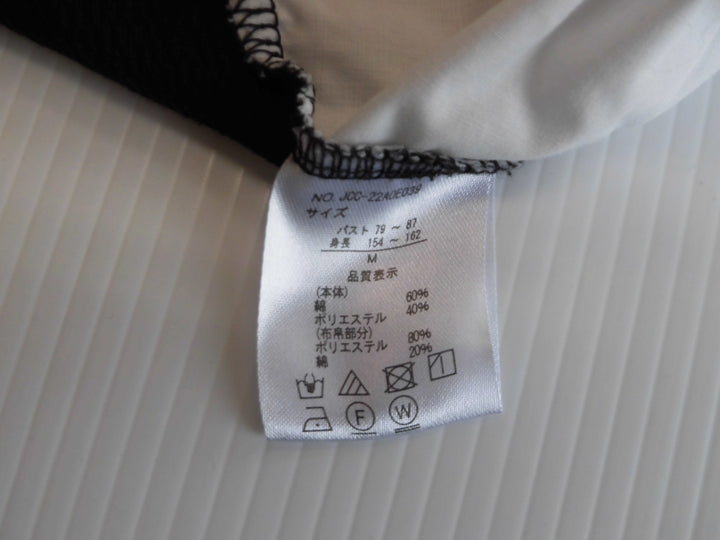 NO. JCC-22A0E039
サイズ
バスト 79 ~ 87
身長 154 ~ 162
M
品質表示
(本体)
綿 60%
ポリエステル 40%
(布帛部分)
ポリエステル 80%
綿 20%
F W